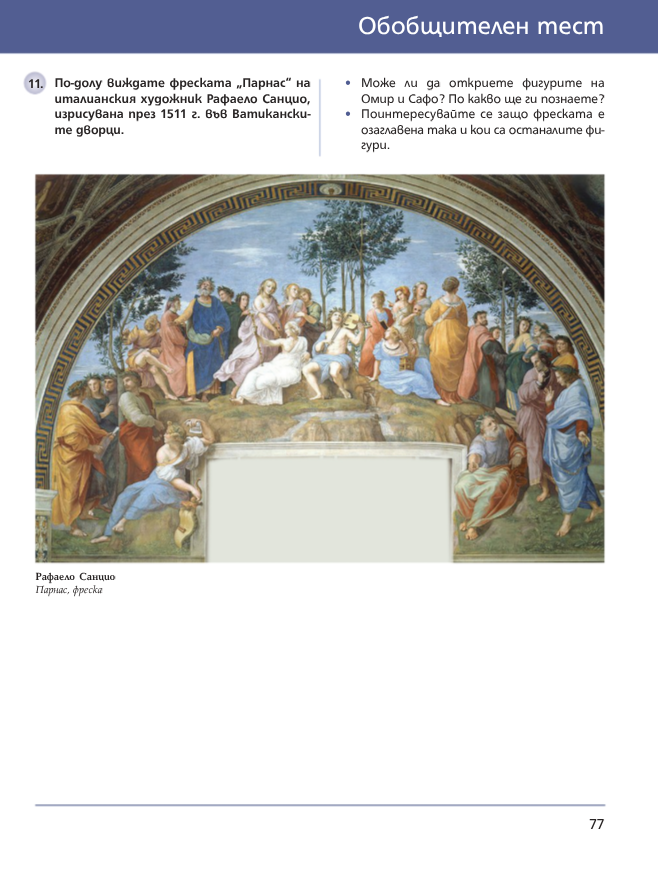 Обобщителен тест
11. По-долу виждате фреската „Парнас“ на
италианския художник Рафаело Санцио,
изрисувана през 1511 г. във Ватикански-
те дворци.
• Може ли да откриете фигурите на
Омир и Сафо? По какво ще ги познаете?
• Поинтересувайте се защо фреската е
озаглавена така и кои са останалите фи-
гури.
Рафаело Санцио
Парнас, фреска
77